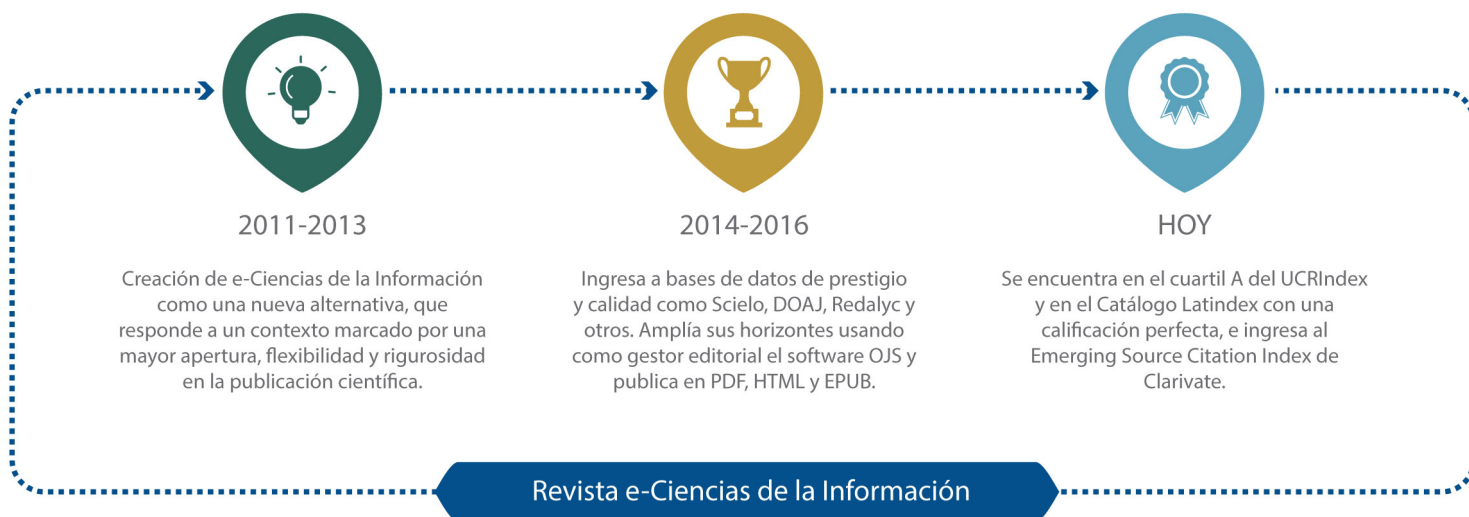 2011-2013
Creación de e-Ciencias de la Información
como una nueva alternativa, que
responde a un contexto marcado por una
mayor apertura, flexibilidad y rigurosidad
en la publicación científica.
2014-2016
Ingresa a bases de datos de prestigio
y calidad como Scielo, DOAJ, Redalyc y
otros. Amplía sus horizontes usando
como gestor editorial el software OJS y
publica en PDF, HTML y EPUB.
HOY
Se encuentra en el cuartil A del UCRIndex
y en el Catálogo Latindex con una
calificación perfecta, e ingresa al
Emerging Source Citation Index de
Clarivate.
Revista e-Ciencias de la Información